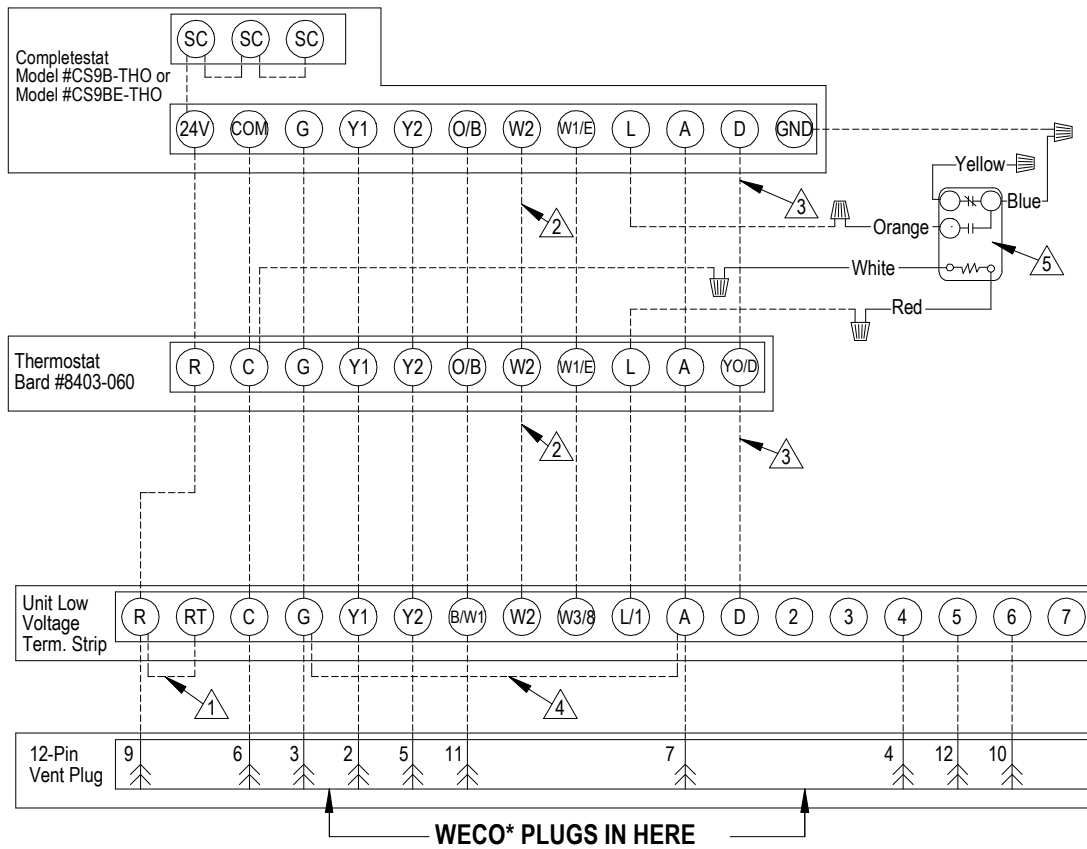 SC SC SC
Completestat
Model #CS9B-THO or
Model #CS9BE-THO
24V COM G Y1 Y2 O/B W2 W1/E L A D GND
Yellow
Blue
2
3
Orange
5
White
Red
Thermostat
Bard #8403-060
R C G Y1 Y2 O/B W2 W1/E L A YO/D
2
3
Unit Low
Voltage
Term. Strip
R RT C G Y1 Y2 B/W1 W2 W3/8 L/1 A D 2 3 4 5 6 7
1
4
12-Pin
Vent Plug
9 6 3 2 5 11 7 4 12 10
WECO* PLUGS IN HERE